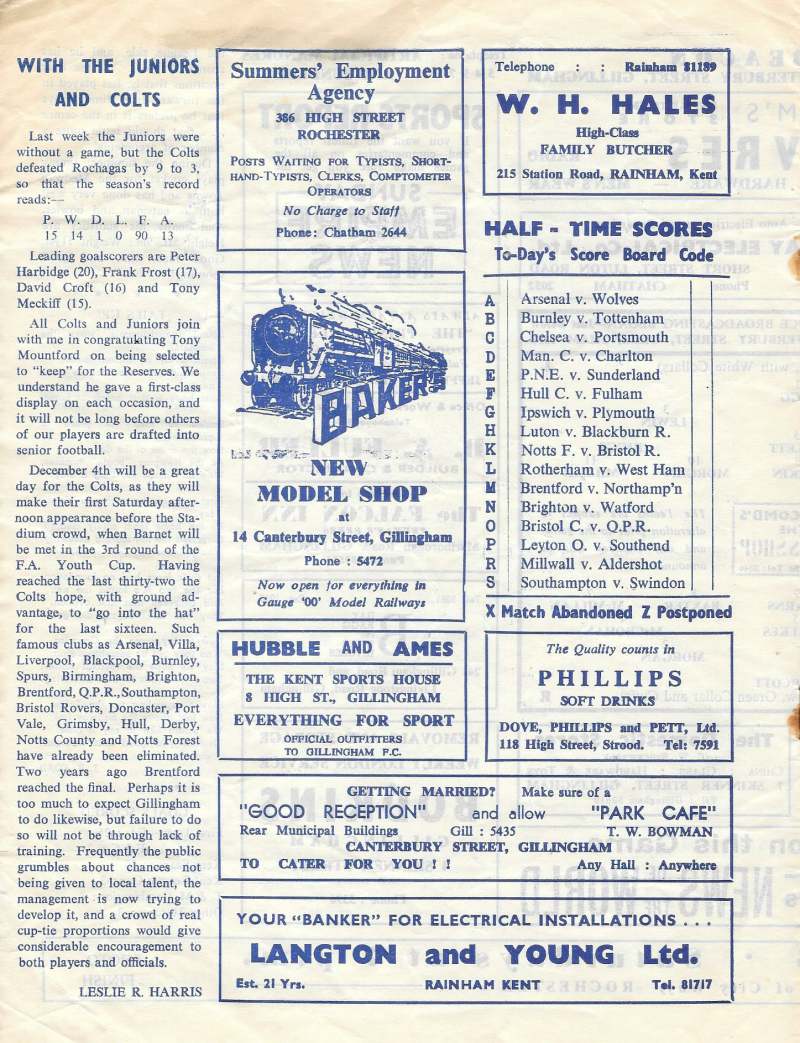 WITH THE JUNIORS
AND COLTS
Last week the Juniors were
without a game, but the Colts
defeated Rochagas by 9 to 3,
so that the season's record
reads:—
P. W. D. L. F. A.
15 14 1 0 90 13
Leading goalscorers are Peter
Harbidge (20), Frank Frost (17),
David Croft (16) and Tony
Meckiff (15).
All Colts and Juniors join
with me in congratulating Tony
Mountford on being selected
to "keep" for the Reserves. We
understand he gave a first-class
display on each occasion, and
it will not be long before others
of our players are drafted into
senior football.
December 4th will be a great
day for the Colts, as they will
make their first Saturday after-
noon appearance before the Sta-
dium crowd, when Barnet will
be met in the 3rd round of the
F.A. Youth Cup. Having
reached the last thirty-two the
Colts hope, with ground ad-
vantage, to "go into the hat"
for the last sixteen. Such
famous clubs as Arsenal, Villa,
Liverpool, Blackpool, Burnley,
Spurs, Birmingham, Brighton,
Brentford, Q.P.R., Southampton,
Bristol Rovers, Doncaster, Port
Vale, Grimsby, Hull, Derby,
Notts County and Notts Forest
have already been eliminated.
Two years ago Brentford
reached the final. Perhaps it is
too much to expect Gillingham
to do likewise, but failure to do
so will not be through lack of
training. Frequently the public
grumbles about chances not
being given to local talent, the
management is now trying to
develop it, and a crowd of real
cup-tie proportions would give
considerable encouragement to
both players and officials.
LESLIE R. HARRIS
Summers' Employment
Agency
386 HIGH STREET
ROCHESTER
POSTS WAITING FOR TYPISTS, SHORT-
HAND-TYPISTS, CLERKS, COMPTOMETER
OPERATORS
No Charge to Staff
Phone: Chatham 2644
BAKER'S
NEW
MODEL SHOP
at
14 Canterbury Street, Gillingham
Phone : 5472
Now open for everything in
Gauge '00' Model Railways
HUBBLE AND AMES
THE KENT SPORTS HOUSE
8 HIGH ST., GILLINGHAM
EVERYTHING FOR SPORT
OFFICIAL OUTFITTERS
TO GILLINGHAM F.C.
Telephone : : Rainham 81189
W. H. HALES
High-Class
FAMILY BUTCHER
215 Station Road, RAINHAM, Kent
HALF - TIME SCORES
To-Day's Score Board Code
A Arsenal v. Wolves
B Burnley v. Tottenham
C Chelsea v. Portsmouth
D Man. C. v. Charlton
E P.N.E. v. Sunderland
F Hull C. v. Fulham
G Ipswich v. Plymouth
H Luton v. Blackburn R.
K Notts F. v. Bristol R.
L Rotherham v. West Ham
M Brentford v. Northamp'n
N Brighton v. Watford
O Bristol C. v. Q.P.R.
P Leyton O. v. Southend
R Millwall v. Aldershot
S Southampton v. Swindon
X Match Abandoned Z Postponed
The Quality counts in
PHILLIPS
SOFT DRINKS
DOVE, PHILLIPS and PETT, Ltd.
118 High Street, Strood. Tel: 7591
GETTING MARRIED? Make sure of a
"GOOD RECEPTION" and allow "PARK CAFE"
Rear Municipal Buildings Gill : 5435 T. W. BOWMAN
CANTERBURY STREET, GILLINGHAM
TO CATER FOR YOU ! ! Any Hall : Anywhere
YOUR "BANKER" FOR ELECTRICAL INSTALLATIONS . . .
LANGTON and YOUNG Ltd.
Est. 21 Yrs. RAINHAM KENT Tel. 81717